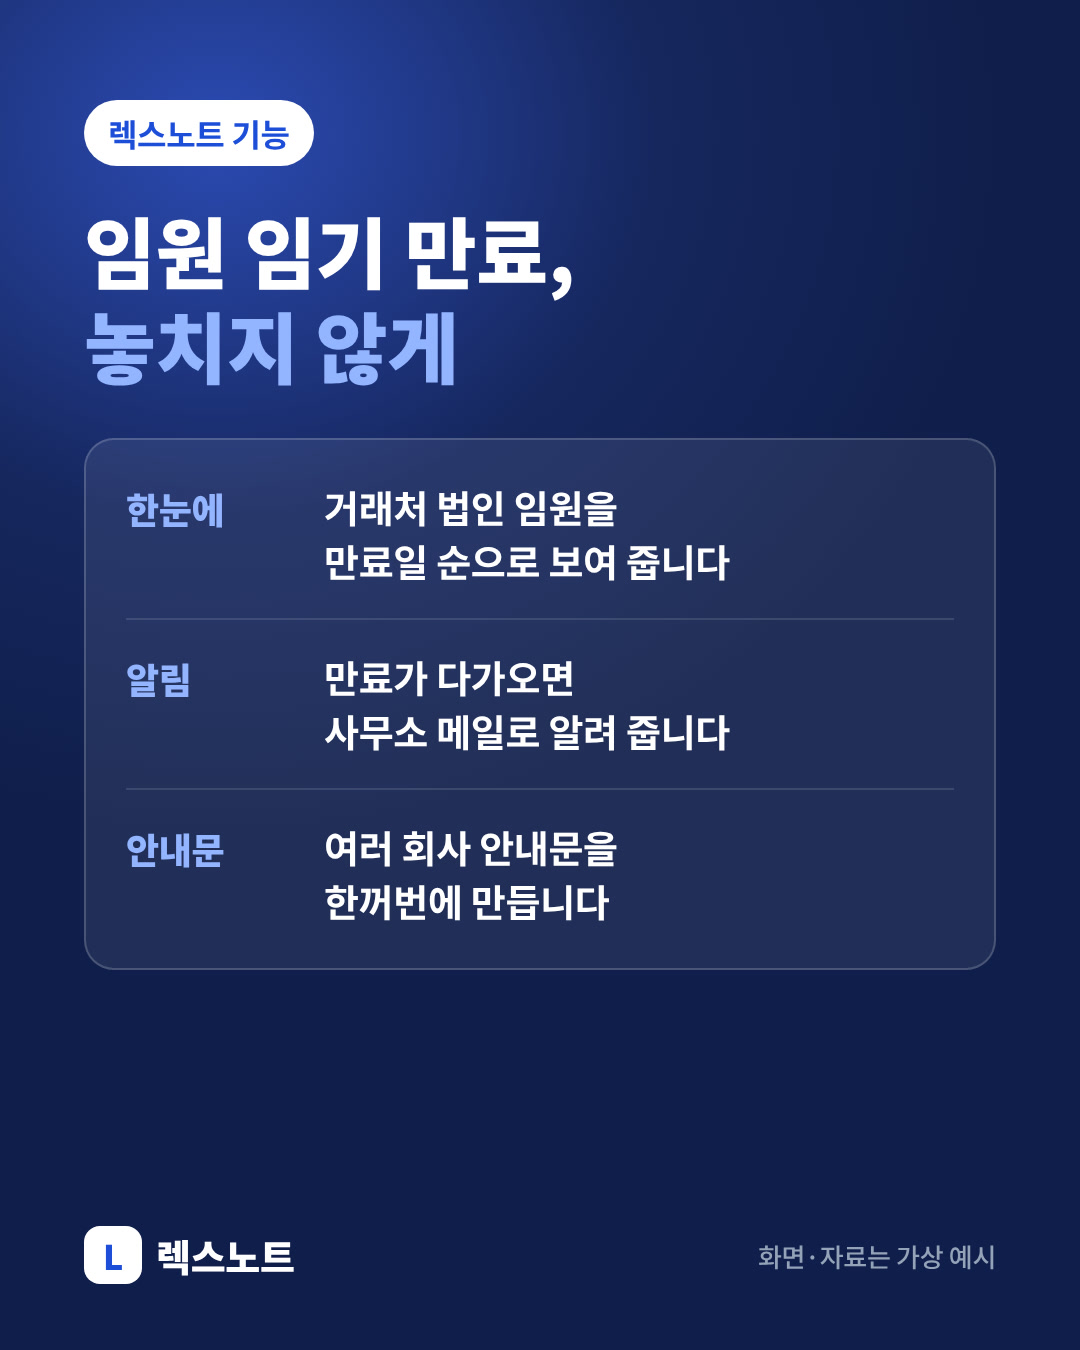 렉스노트 기능
임원 임기 만료,
놓치지 않게
한눈에
거래처 법인 임원을
만료일 순으로 보여 줍니다
알림
만료가 다가오면
사무소 메일로 알려 줍니다
안내문
여러 회사 안내문을
한꺼번에 만듭니다
L 렉스노트
화면·자료는 가상 예시